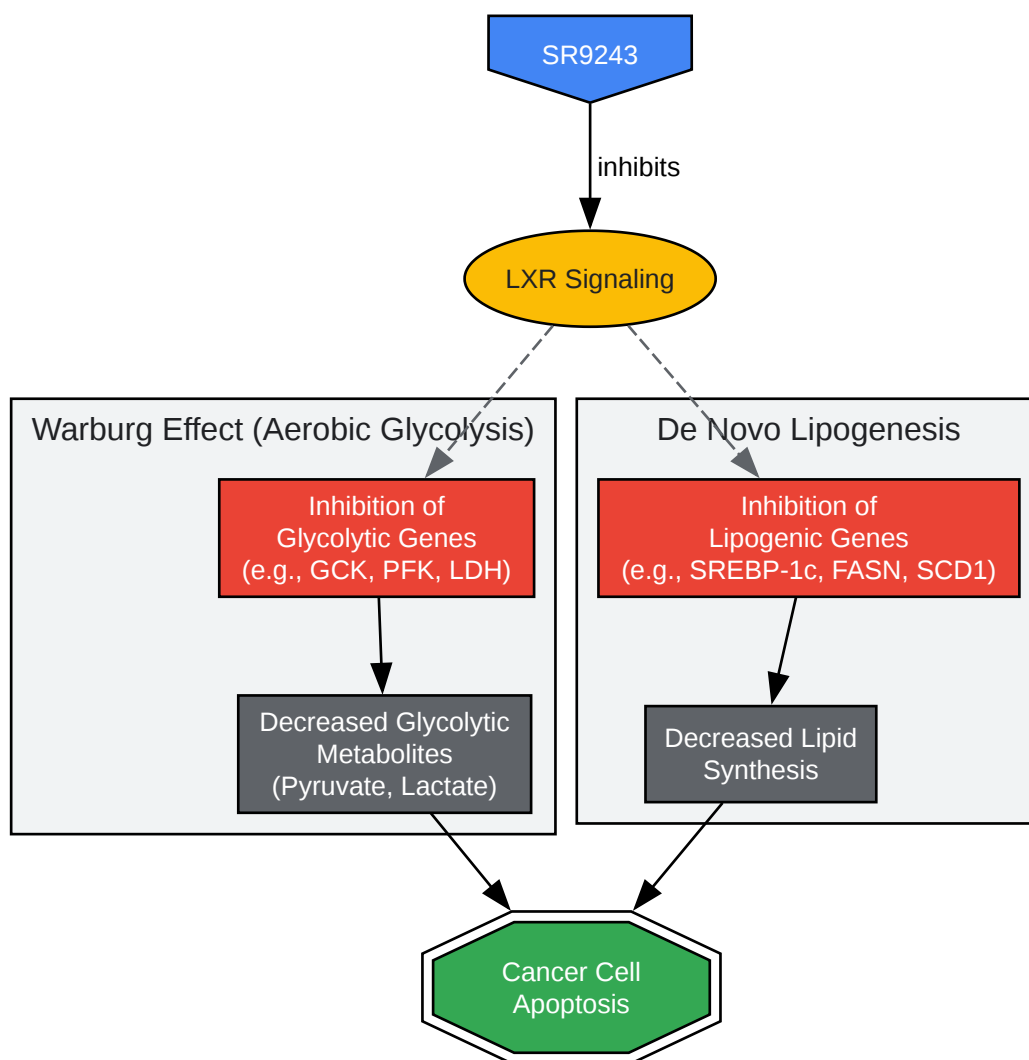 SR9243
inhibits
LXR Signaling
Warburg Effect (Aerobic Glycolysis)
Inhibition of
Glycolytic Genes
(e.g., GCK, PFK, LDH)
Decreased Glycolytic
Metabolites
(Pyruvate, Lactate)
De Novo Lipogenesis
Inhibition of
Lipogenic Genes
(e.g., SREBP-1c, FASN, SCD1)
Decreased Lipid
Synthesis
Cancer Cell
Apoptosis